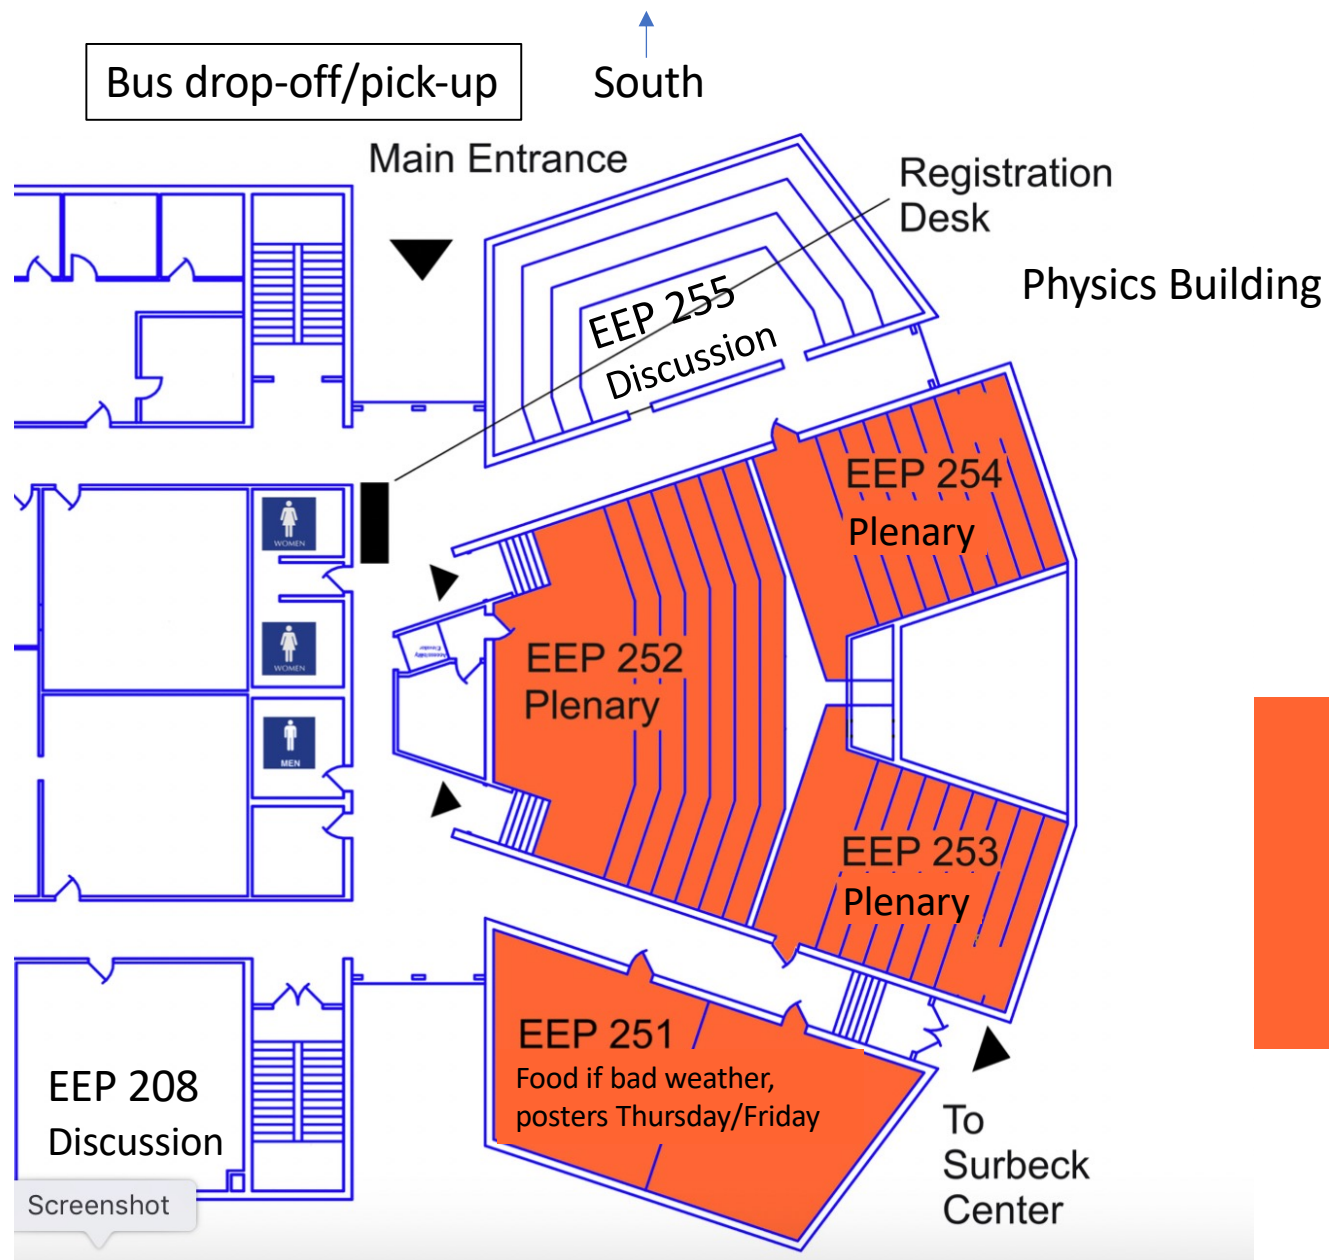 Bus drop-off/pick-up
South
Main Entrance
Registration
Desk
Physics Building
EEP 255
Discussion
EEP 254
Plenary
WOMEN
WOMEN
MEN
EEP 252
Plenary
EEP 253
Plenary
EEP 251
Food if bad weather,
posters Thursday/Friday
EEP 208
Discussion
To
Surbeck
Center
Screenshot